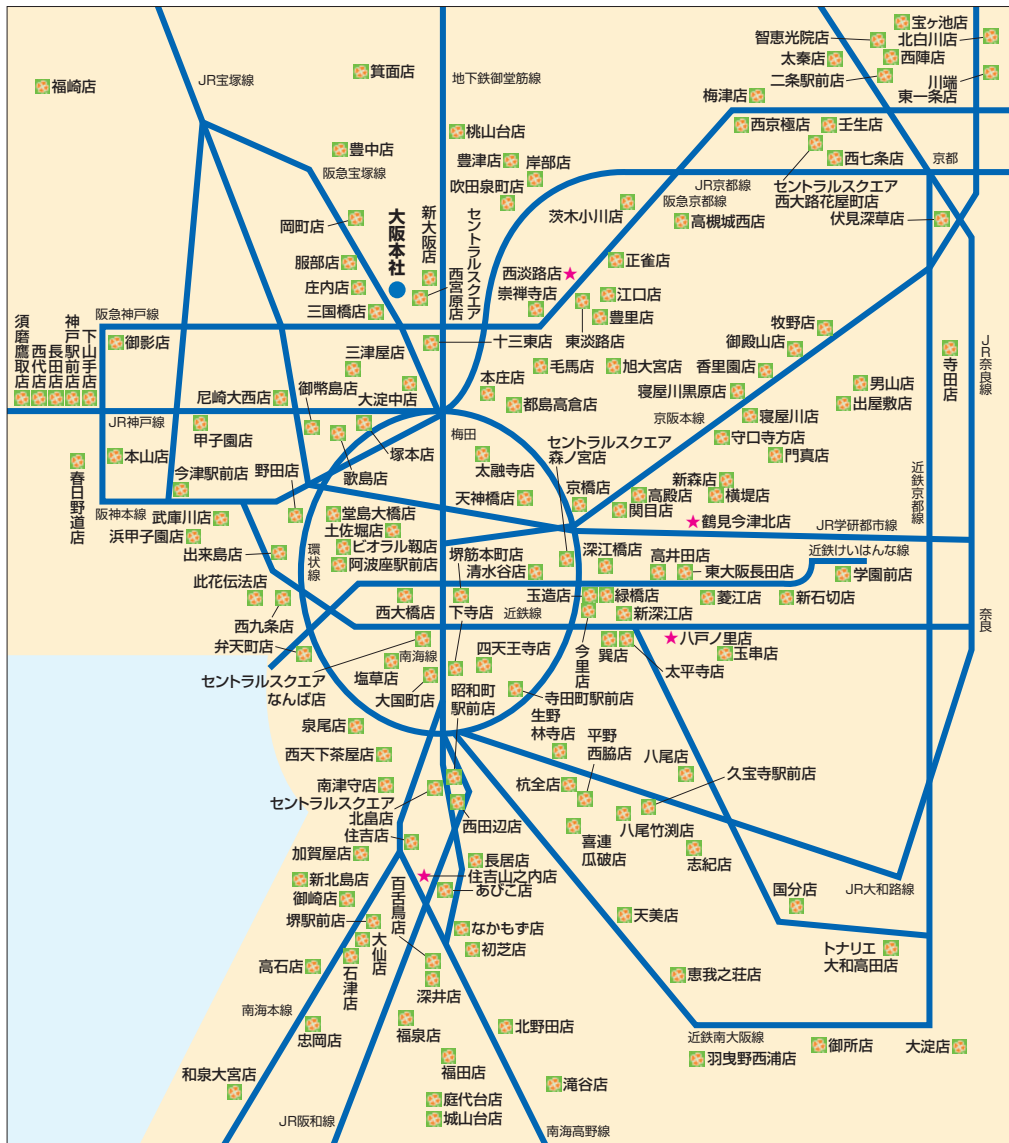 宝ヶ池店
智恵光院店
北白川店
太秦店
西陣店
二条駅前店
川端
東一条店
JR宝塚線
箕面店
地下鉄御堂筋線
福崎店
梅津店
桃山台店
西京極店
壬生店
豊中店
豊津店
岸部店
西七条店
京都
阪急宝塚線
吹田泉町店
JR京都線
阪急京都線
セントラルスクエア
西大路花屋町店
茨木小川店
高槻城西店
伏見深草店
岡町店
大阪本社
新大阪店
セントラルスクエア
西宮原店
服部店
庄内店
三国橋店
西淡路店
正雀店
崇禅寺店
江口店
豊里店
東淡路店
阪急神戸線
須磨鷹取店
西代店
長田店
神戸駅前店
下山手店
御影店
十三東店
牧野店
御殿山店
JR奈良線
寺田店
三津屋店
毛馬店
旭大宮店
香里園店
男山店
御幣島店
大淀中店
本庄店
寝屋川黒原店
尼崎大西店
都島高倉店
出屋敷店
JR神戸線
甲子園店
京阪本線
寝屋川店
梅田
塚本店
守口寺方店
セントラルスクエア
森ノ宮店
門真店
本山店
春日野道店
今津駅前店
野田店
歌島店
太融寺店
京橋店
新森店
近鉄京都線
天神橋店
高殿店
横堤店
関目店
阪神本線
武庫川店
堂島大橋店
鶴見今津北店
JR学研都市線
浜甲子園店
土佐堀店
出来島店
環状線
ビオラル靱店
堺筋本町店
深江橋店
高井田店
近鉄けいはんな線
阿波座駅前店
清水谷店
東大阪長田店
学園前店
此花伝法店
西大橋店
下寺店
玉造店
緑橋店
菱江店
新石切店
西九条店
近鉄線
新深江店
奈良
弁天町店
南海線
四天王寺店
今里店
巽店
八戸ノ里店
玉串店
太平寺店
セントラルスクエア
なんば店
塩草店
大国町店
昭和町
駅前店
寺田町駅前店
泉尾店
生野
林寺店
平野
西脇店
西天下茶屋店
八尾店
久宝寺駅前店
南津守店
杭全店
セントラルスクエア
北畠店
西田辺店
八尾竹渕店
住吉店
喜連
瓜破店
志紀店
加賀屋店
長居店
住吉山之内店
新北島店
百舌鳥店
あびこ店
国分店
JR大和路線
御崎店
天美店
堺駅前店
なかもず店
大仙店
初芝店
トナリエ
大和高田店
高石店
石津店
深井店
恵我之荘店
南海本線
忠岡店
福泉店
北野田店
近鉄南大阪線
御所店
大淀店
福田店
羽曳野西浦店
和泉大宮店
滝谷店
庭代台店
城山台店
JR阪和線
南海高野線